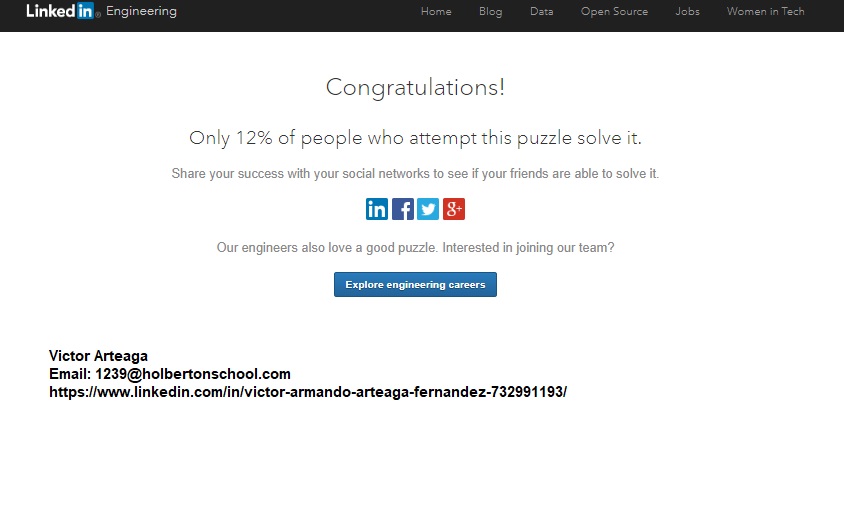 Linked in® Engineering Home Blog Data Open Source Jobs Women in Tech
Congratulations!
Only 12% of people who attempt this puzzle solve it.
Share your success with your social networks to see if your friends are able to solve it.
in f g+
Our engineers also love a good puzzle. Interested in joining our team?
Explore engineering careers
Victor Arteaga
Email: 1239@holbertonschool.com
https://www.linkedin.com/in/victor-armando-arteaga-fernandez-732991193/